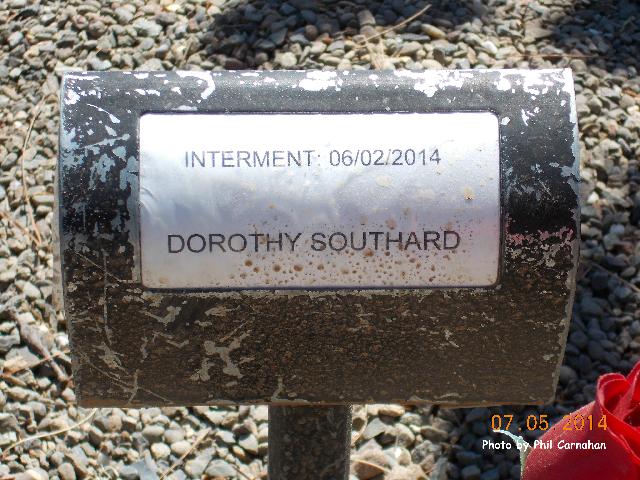 INTERMENT: 06/02/2014
DOROTHY SOUTHARD
07.05.2014
Photo by Phil Carnahan